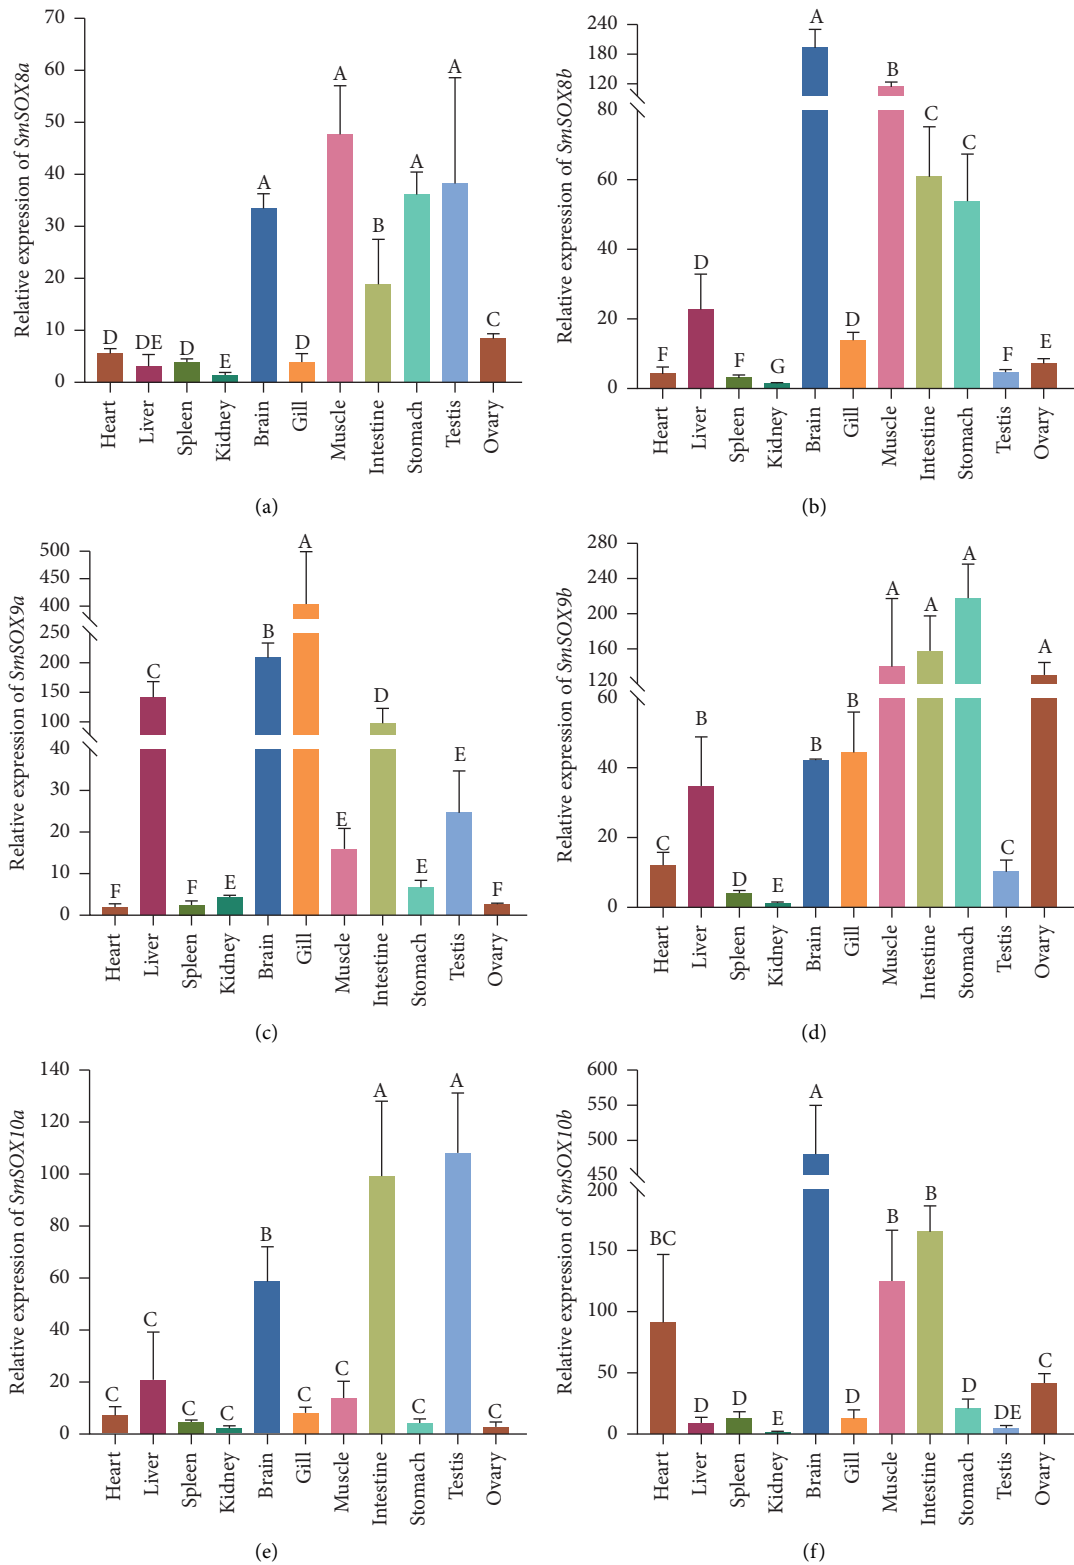 Relative expression of SmSOX8a
70
60
50
40
30
20
10
0
D
DE
D
E
A
D
A
B
A
A
C
Heart
Liver
Spleen
Kidney
Brain
Gill
Muscle
Intestine
Stomach
Testis
Ovary
(a)
Relative expression of SmSOX8b
240
180
120
80
60
40
20
0
F
D
F
G
A
D
B
C
C
F
E
Heart
Liver
Spleen
Kidney
Brain
Gill
Muscle
Intestine
Stomach
Testis
Ovary
(b)
Relative expression of SmSOX9a
500
450
400
250
200
150
100
40
30
20
10
0
F
C
F
E
B
A
E
D
E
E
F
Heart
Liver
Spleen
Kidney
Brain
Gill
Muscle
Intestine
Stomach
Testis
Ovary
(c)
Relative expression of SmSOX9b
280
240
200
160
120
60
40
20
0
C
B
D
E
B
B
A
A
A
C
A
Heart
Liver
Spleen
Kidney
Brain
Gill
Muscle
Intestine
Stomach
Testis
Ovary
(d)
Relative expression of SmSOX10a
140
120
100
80
60
40
20
0
C
C
C
C
B
C
C
A
C
A
C
Heart
Liver
Spleen
Kidney
Brain
Gill
Muscle
Intestine
Stomach
Testis
Ovary
(e)
Relative expression of SmSOX10b
600
550
500
450
200
150
100
50
0
BC
D
D
E
A
D
B
B
D
DE
C
Heart
Liver
Spleen
Kidney
Brain
Gill
Muscle
Intestine
Stomach
Testis
Ovary
(f)